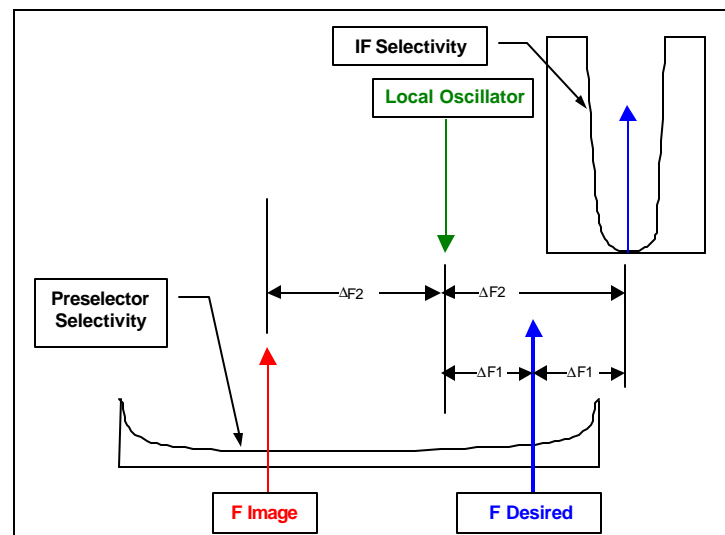 IF Selectivity
Local Oscillator
ΔF2
ΔF2
Preselector
Selectivity
ΔF1
ΔF1
F Image
F Desired